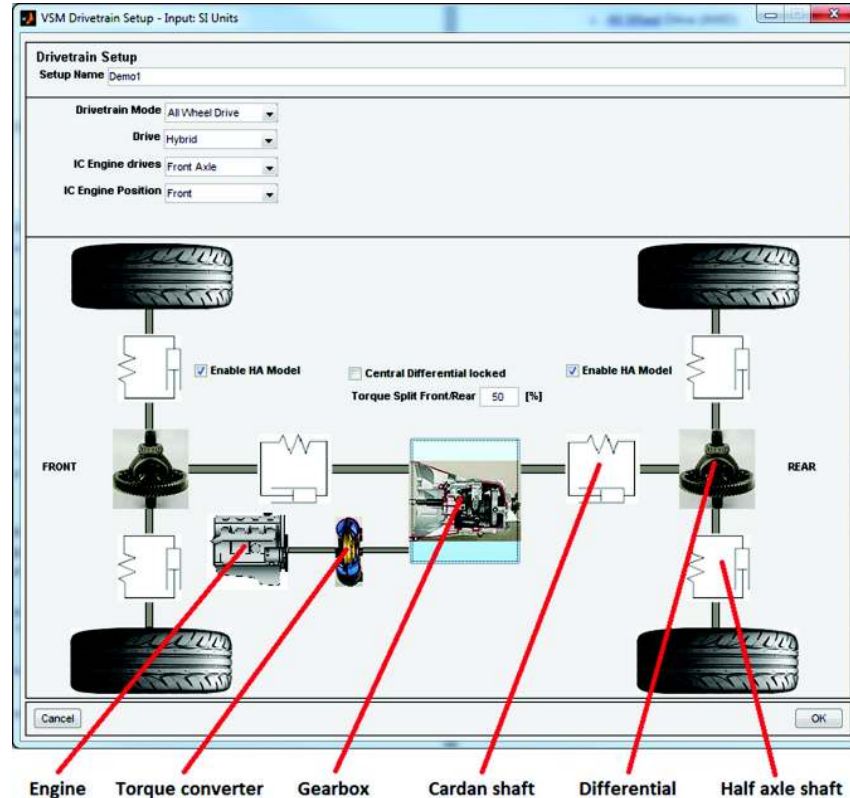 VSM Drivetrain Setup - Input: SI Units
Drivetrain Setup
Setup Name Demo1
Drivetrain Mode All Wheel Drive
Drive Hybrid
IC Engine drives Front Axle
IC Engine Position Front
Enable HA Model Central Differential locked Enable HA Model
Torque Split Front/Rear 50 [%]
FRONT REAR
Cancel OK
Engine Torque converter Gearbox Cardan shaft Differential Half axle shaft